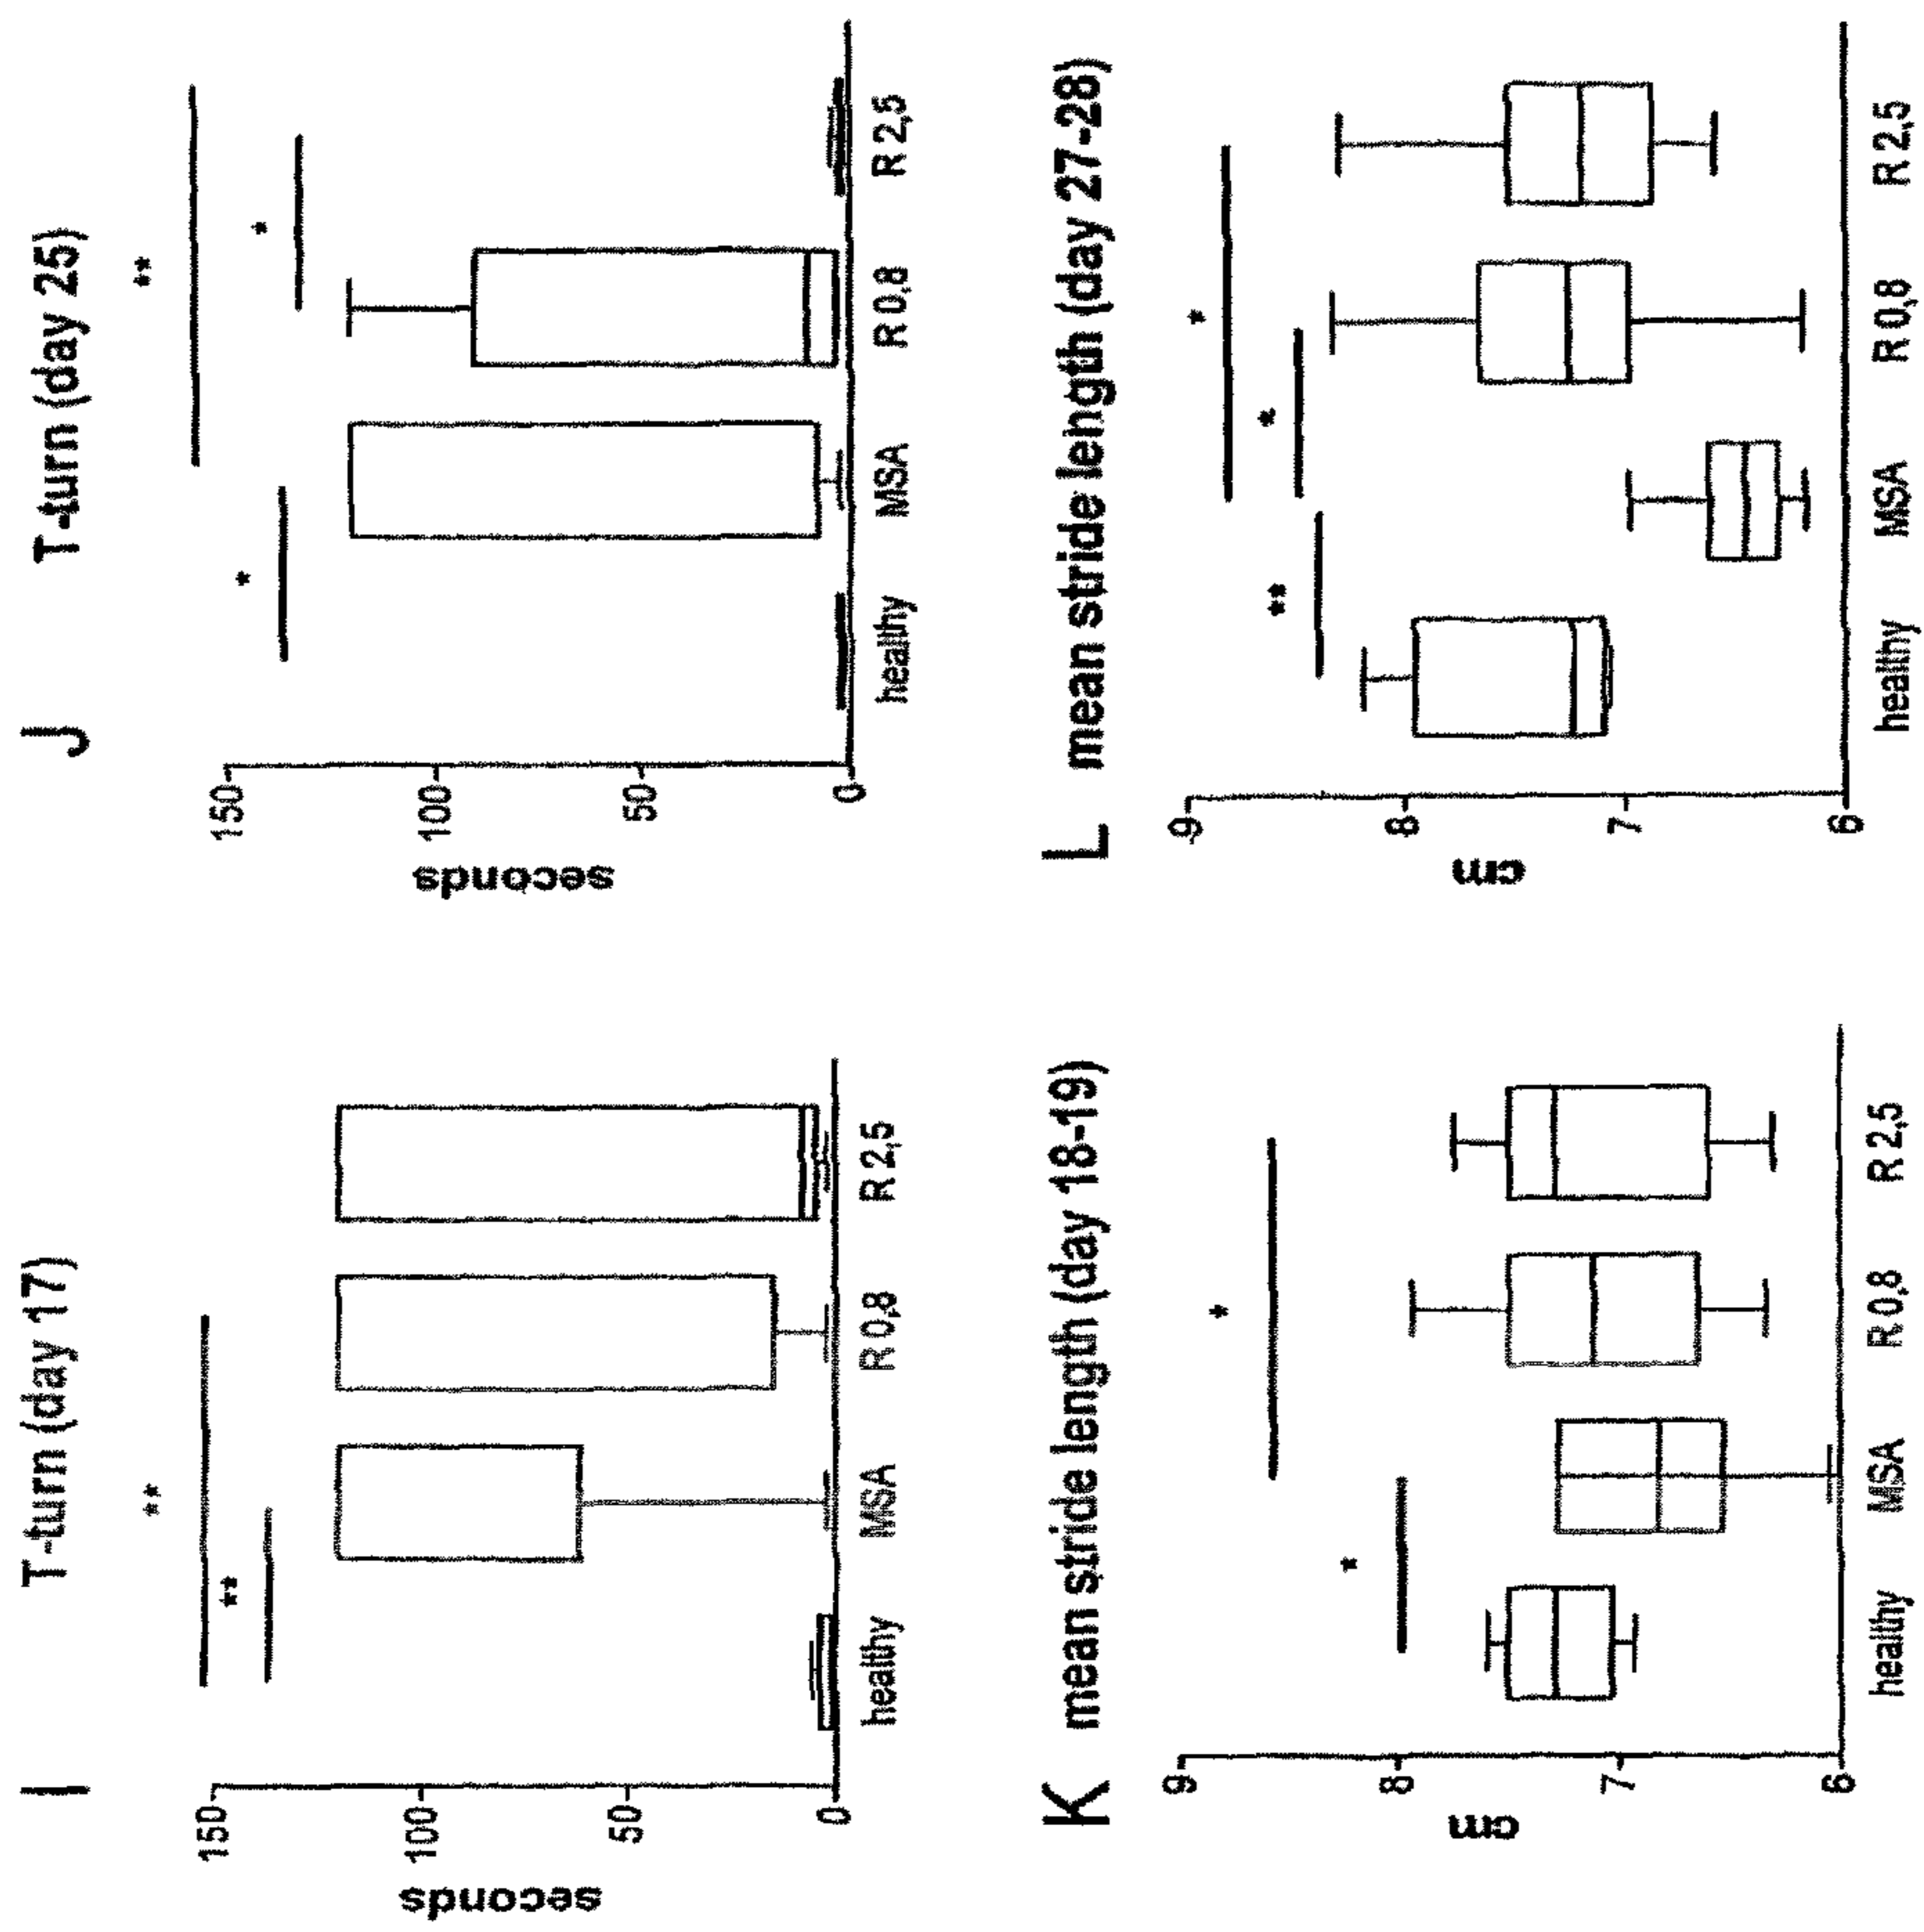 I T-turn (day 17)
**
**
seconds
150
100
50
0
healthy MSA R 0,8 R 2,5
J T-turn (day 25)
**
*
*
seconds
150
100
50
0
healthy MSA R 0,8 R 2,5
K mean stride length (day 18-19)
*
*
cm
9
8
7
6
healthy MSA R 0,8 R 2,5
L mean stride length (day 27-28)
*
*
**
cm
9
8
7
6
healthy MSA R 0,8 R 2,5